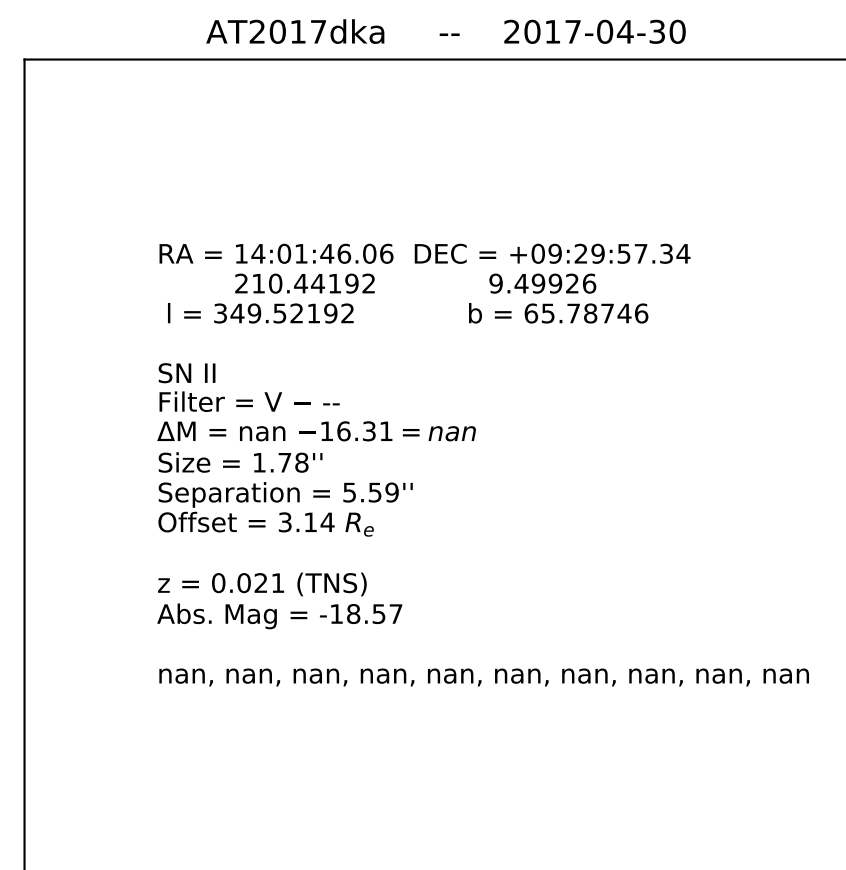 AT2017dka -- 2017-04-30
RA = 14:01:46.06 DEC = +09:29:57.34
210.44192 9.49926
l = 349.52192 b = 65.78746
SN II
Filter = V − --
ΔM = nan −16.31 = nan
Size = 1.78''
Separation = 5.59''
Offset = 3.14 Rₑ
z = 0.021 (TNS)
Abs. Mag = -18.57
nan, nan, nan, nan, nan, nan, nan, nan, nan, nan